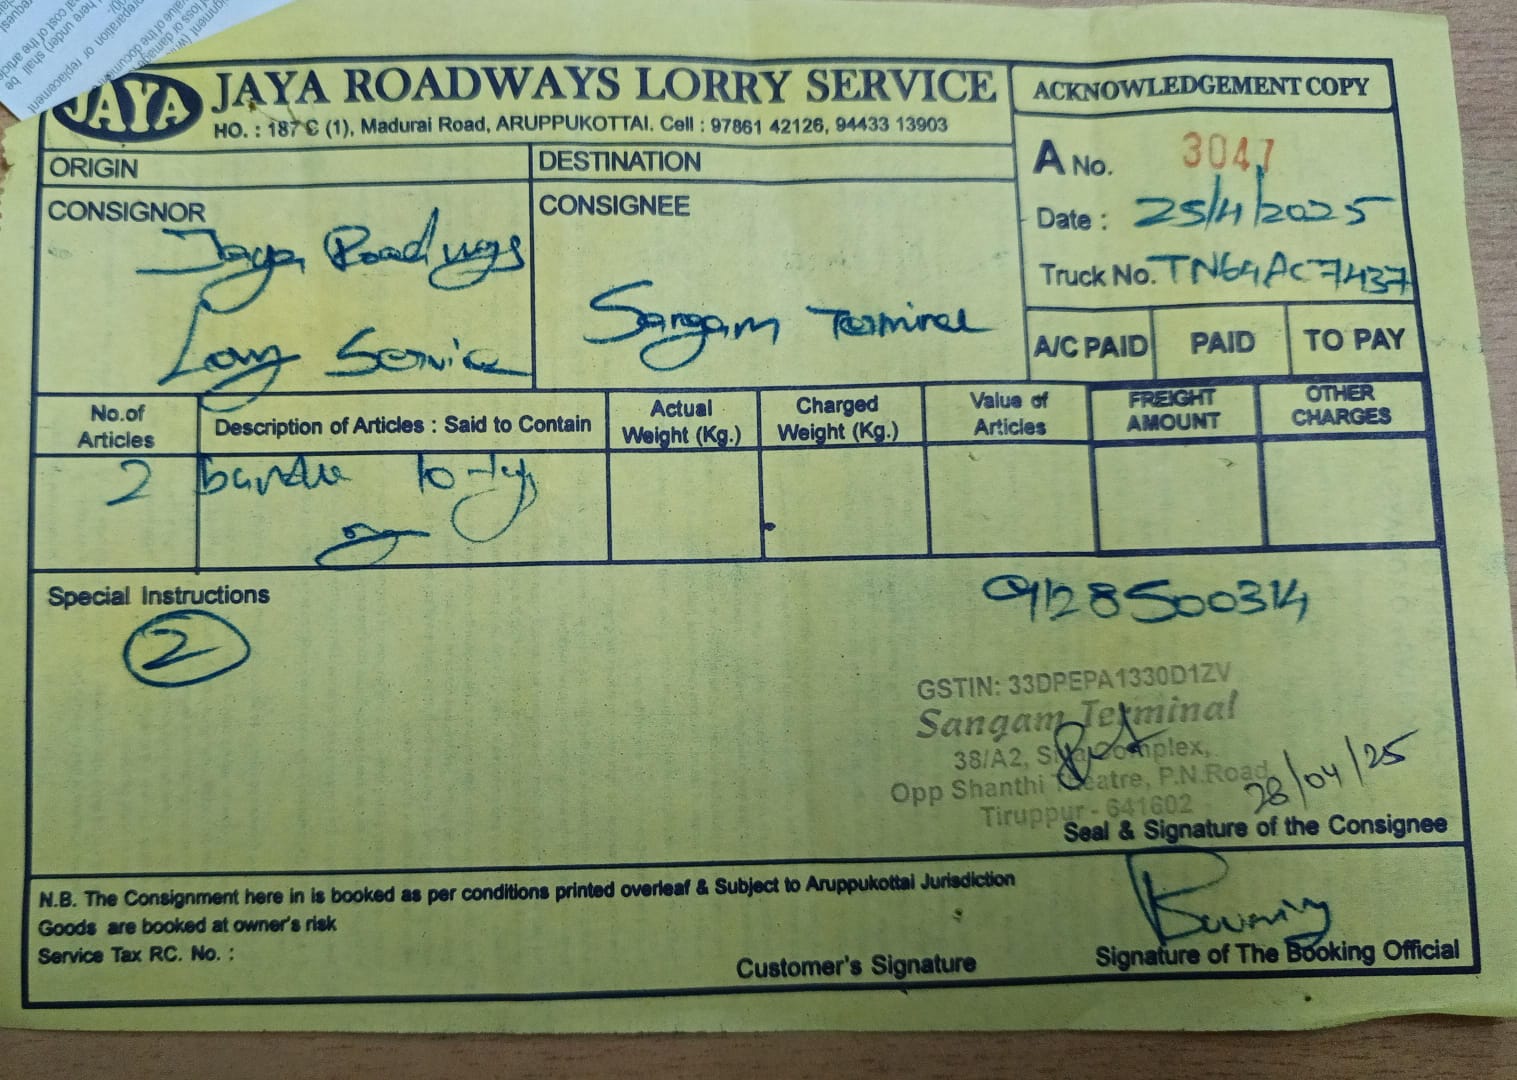 JAYA
JAYA ROADWAYS LORRY SERVICE
HO. : 187 C (1), Madurai Road, ARUPPUKOTTAI. Cell : 97861 42126, 94433 13903
ACKNOWLEDGEMENT COPY
A No. 3047
Date : 25/4/2025
Truck No. TN64AC7437
ORIGIN
DESTINATION
CONSIGNOR
Jaya Roadways
Lorry Service
CONSIGNEE
Sangam Terminal
A/C PAID PAID TO PAY
No.of Articles
Description of Articles : Said to Contain
Actual Weight (Kg.)
Charged Weight (Kg.)
Value of Articles
FREIGHT AMOUNT
OTHER CHARGES
2 bundle
Special Instructions
2
9128500314
GSTIN: 33DPEPA1330D1ZV
Sangam Terminal
38/A2, Complex,
Opp Shanthi Theatre, P.N.Road
Tiruppur - 641602
28/04/25
Seal & Signature of the Consignee
N.B. The Consignment here in is booked as per conditions printed overleaf & Subject to Aruppukottai Jurisdiction
Goods are booked at owner's risk
Service Tax RC. No. :
Customer's Signature
Signature of The Booking Official